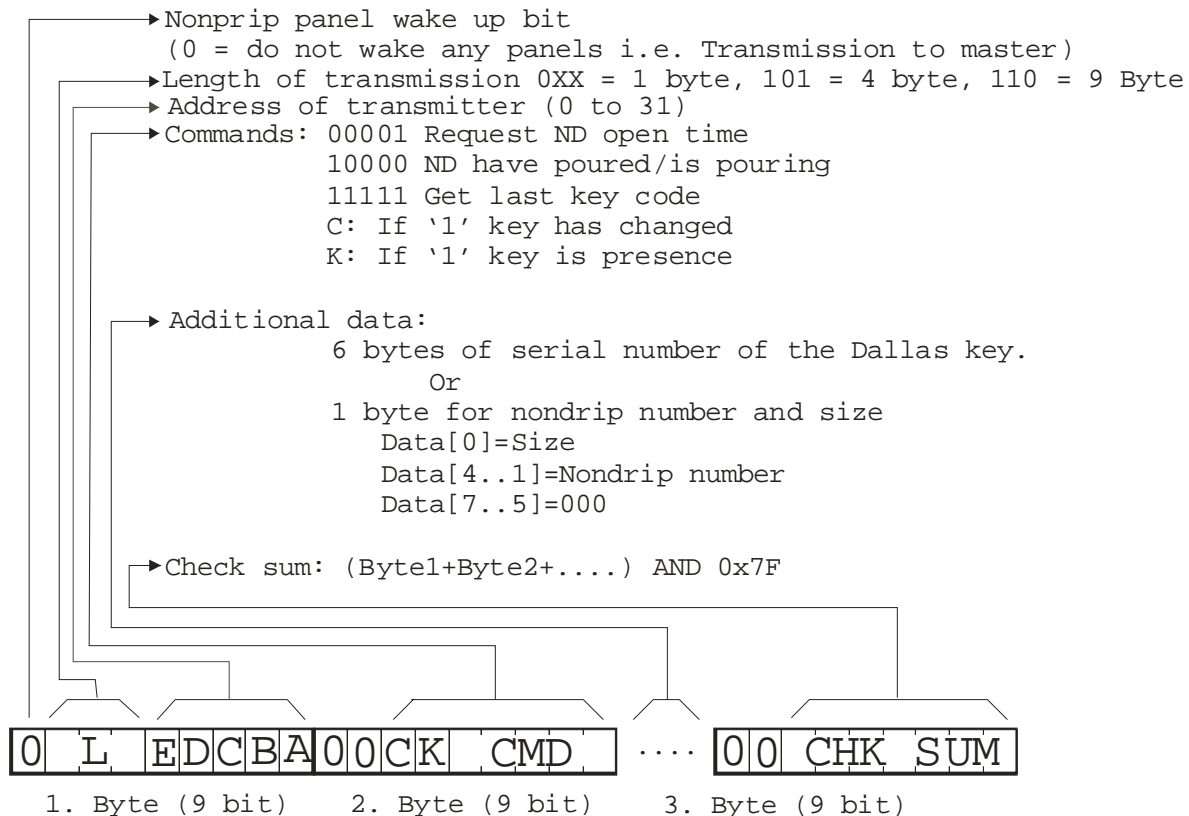 Nonprip panel wake up bit
(0 = do not wake any panels i.e. Transmission to master)
Length of transmission 0XX = 1 byte, 101 = 4 byte, 110 = 9 Byte
Address of transmitter (0 to 31)
Commands: 00001 Request ND open time
10000 ND have poured/is pouring
11111 Get last key code
C: If ‘1’ key has changed
K: If ‘1’ key is presence
Additional data:
6 bytes of serial number of the Dallas key.
Or
1 byte for nondrip number and size
Data[0]=Size
Data[4..1]=Nondrip number
Data[7..5]=000
Check sum: (Byte1+Byte2+....) AND 0x7F
0 L E D C B A 0 0 C K CMD .... 0 0 CHK SUM
1. Byte (9 bit) 2. Byte (9 bit) 3. Byte (9 bit)